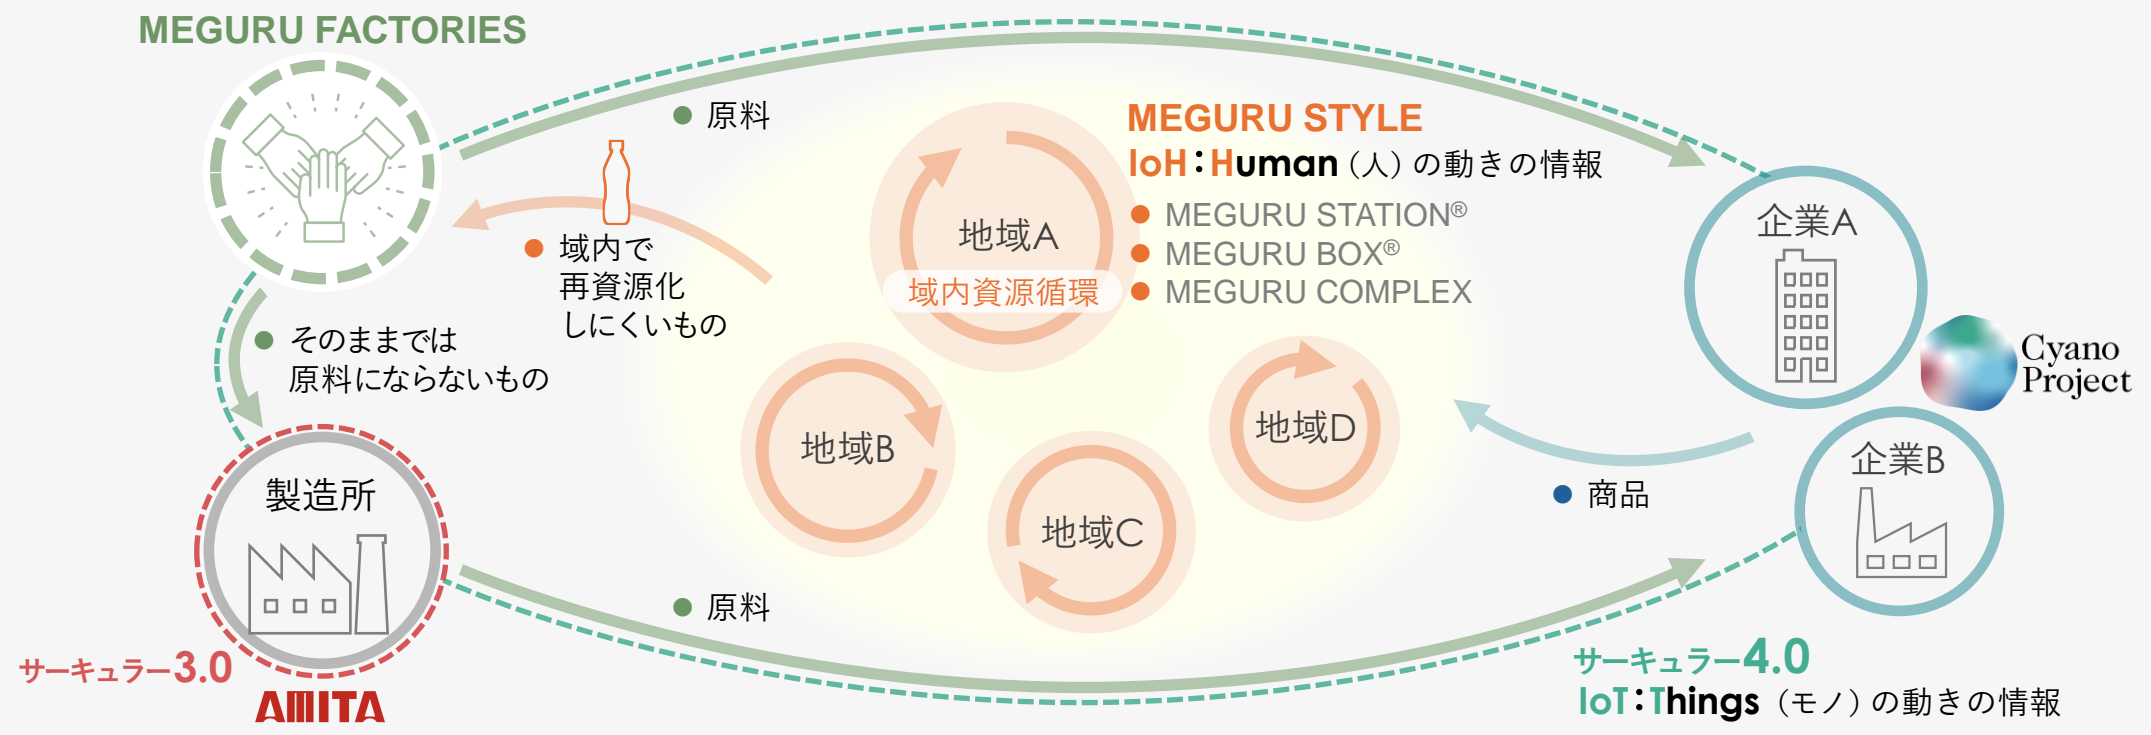 MEGURU FACTORIES
原料
MEGURU STYLE
IoH：Human（人）の動きの情報
MEGURU STATION®
MEGURU BOX®
MEGURU COMPLEX
地域A
域内資源循環
域内で
再資源化
しにくいもの
そのままでは
原料にならないもの
企業A
Cyano
Project
地域B
地域D
地域C
企業B
商品
製造所
原料
サーキュラー3.0
AMITA
サーキュラー4.0
IoT：Things（モノ）の動きの情報